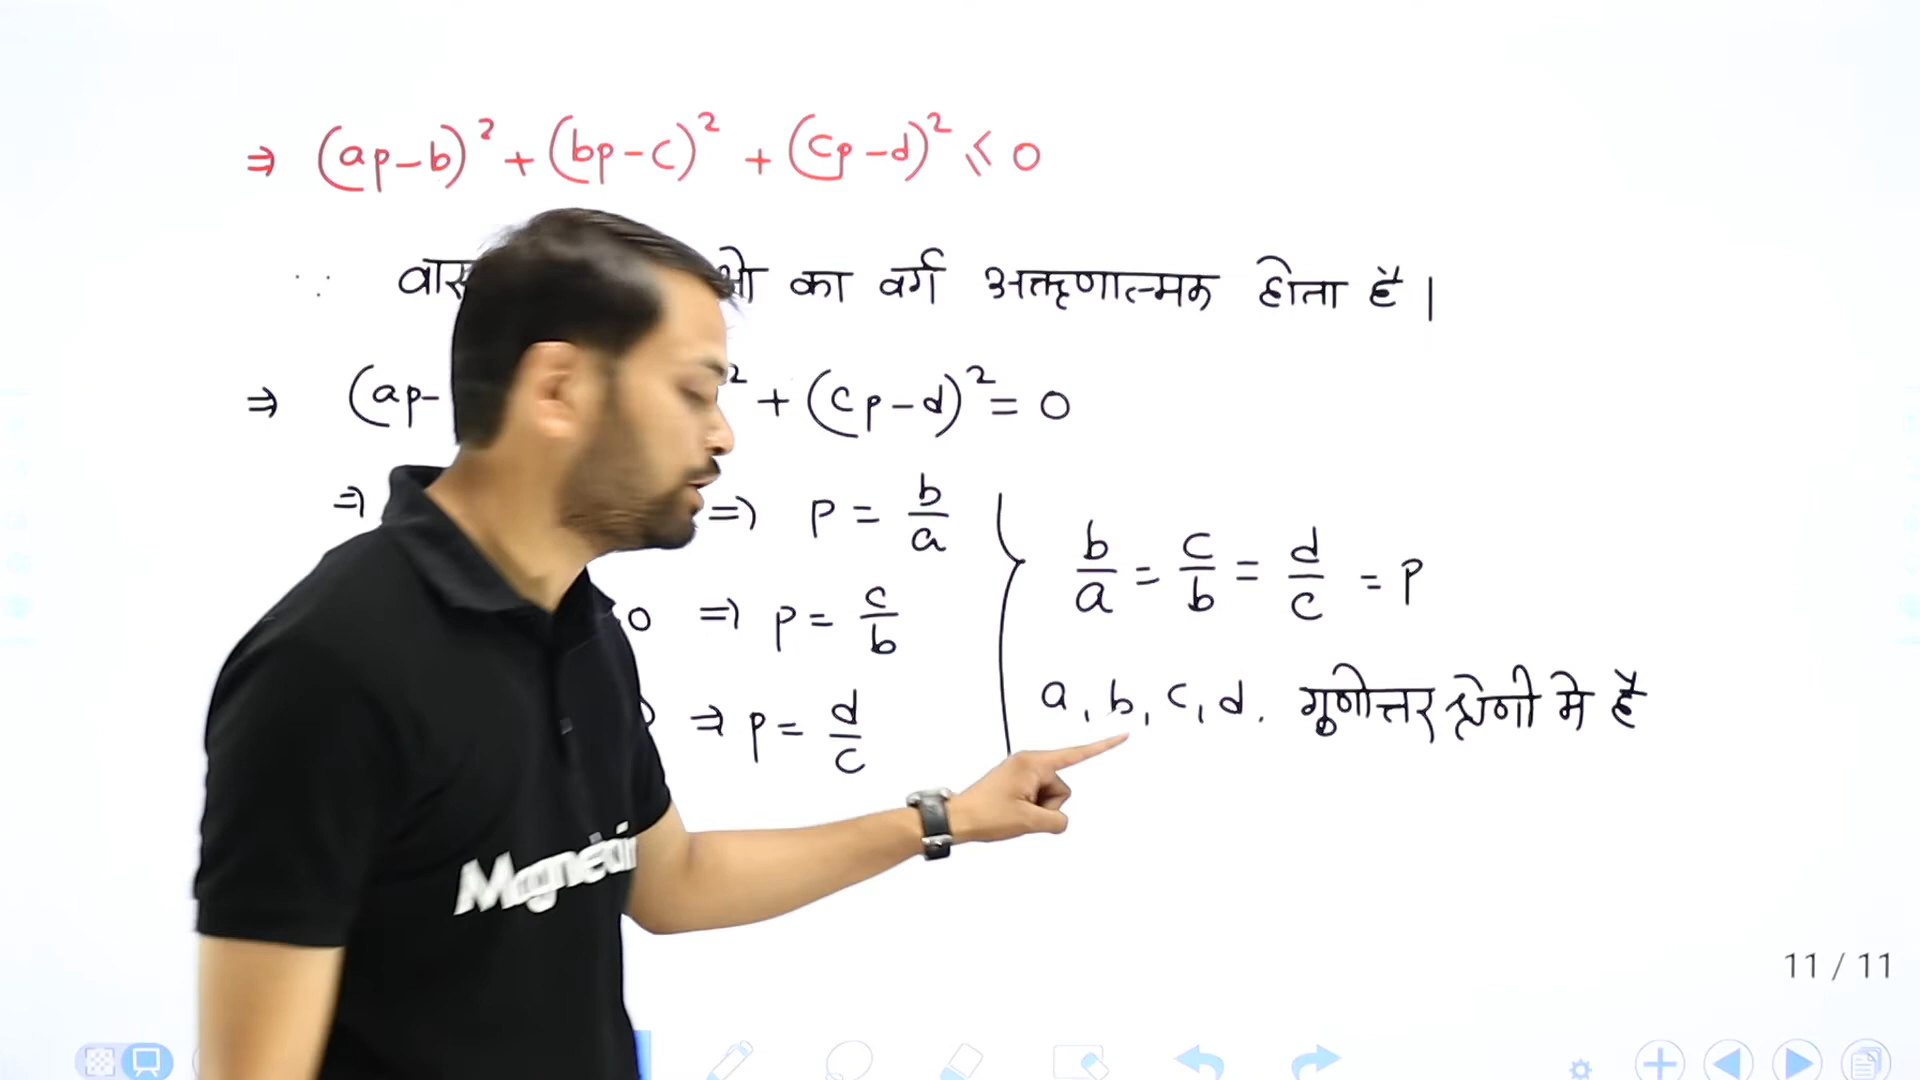 ⇒ (ap-b)² + (bp-c)² + (cp-d)² ≤ 0
∵ का वर्ग अऋणात्मक होता है।
⇒ (ap- ² + (cp-d)² = 0
⇒ ⇒ p = b/a
0 ⇒ p = c/b
⇒ p = d/c
b/a = c/b = d/c = p
a, b, c, d. गुणोत्तर श्रेणी मे है
11 / 11